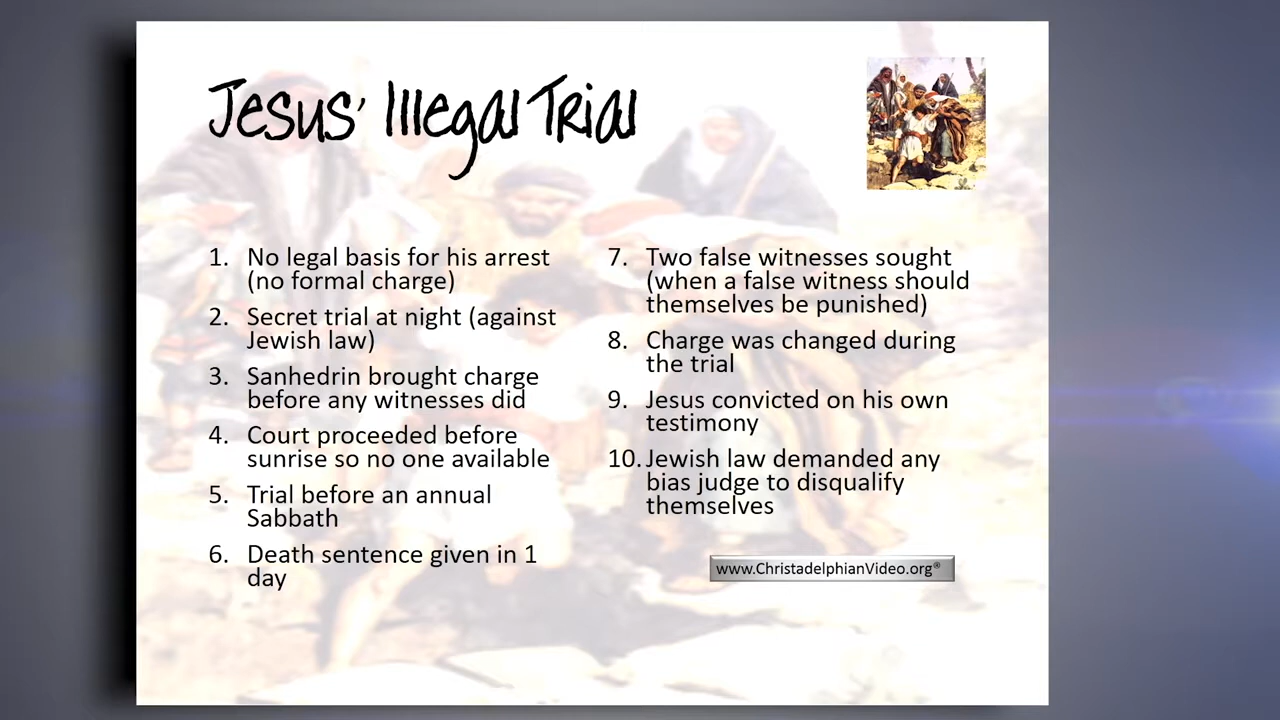 Jesus' Illegal Trial
1. No legal basis for his arrest
(no formal charge)
2. Secret trial at night (against
Jewish law)
3. Sanhedrin brought charge
before any witnesses did
4. Court proceeded before
sunrise so no one available
5. Trial before an annual
Sabbath
6. Death sentence given in 1
day
7. Two false witnesses sought
(when a false witness should
themselves be punished)
8. Charge was changed during
the trial
9. Jesus convicted on his own
testimony
10. Jewish law demanded any
bias judge to disqualify
themselves
www.ChristadelphianVideo.org®